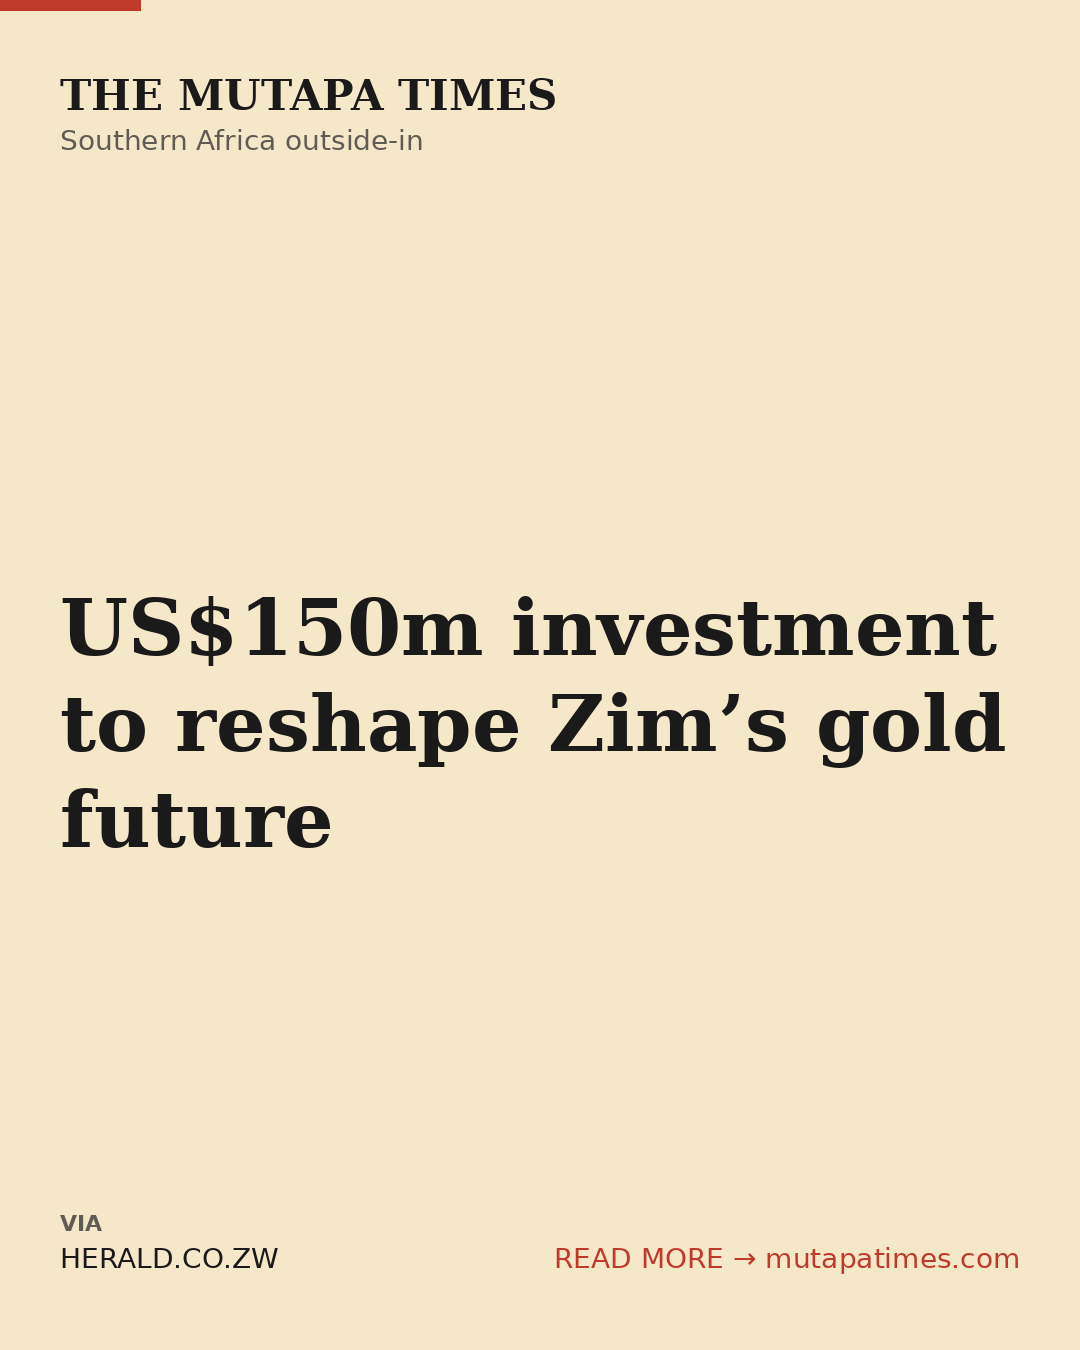 THE MUTAPA TIMES
Southern Africa outside-in
US$150m investment
to reshape Zim’s gold
future
VIA
HERALD.CO.ZW
READ MORE → mutapatimes.com